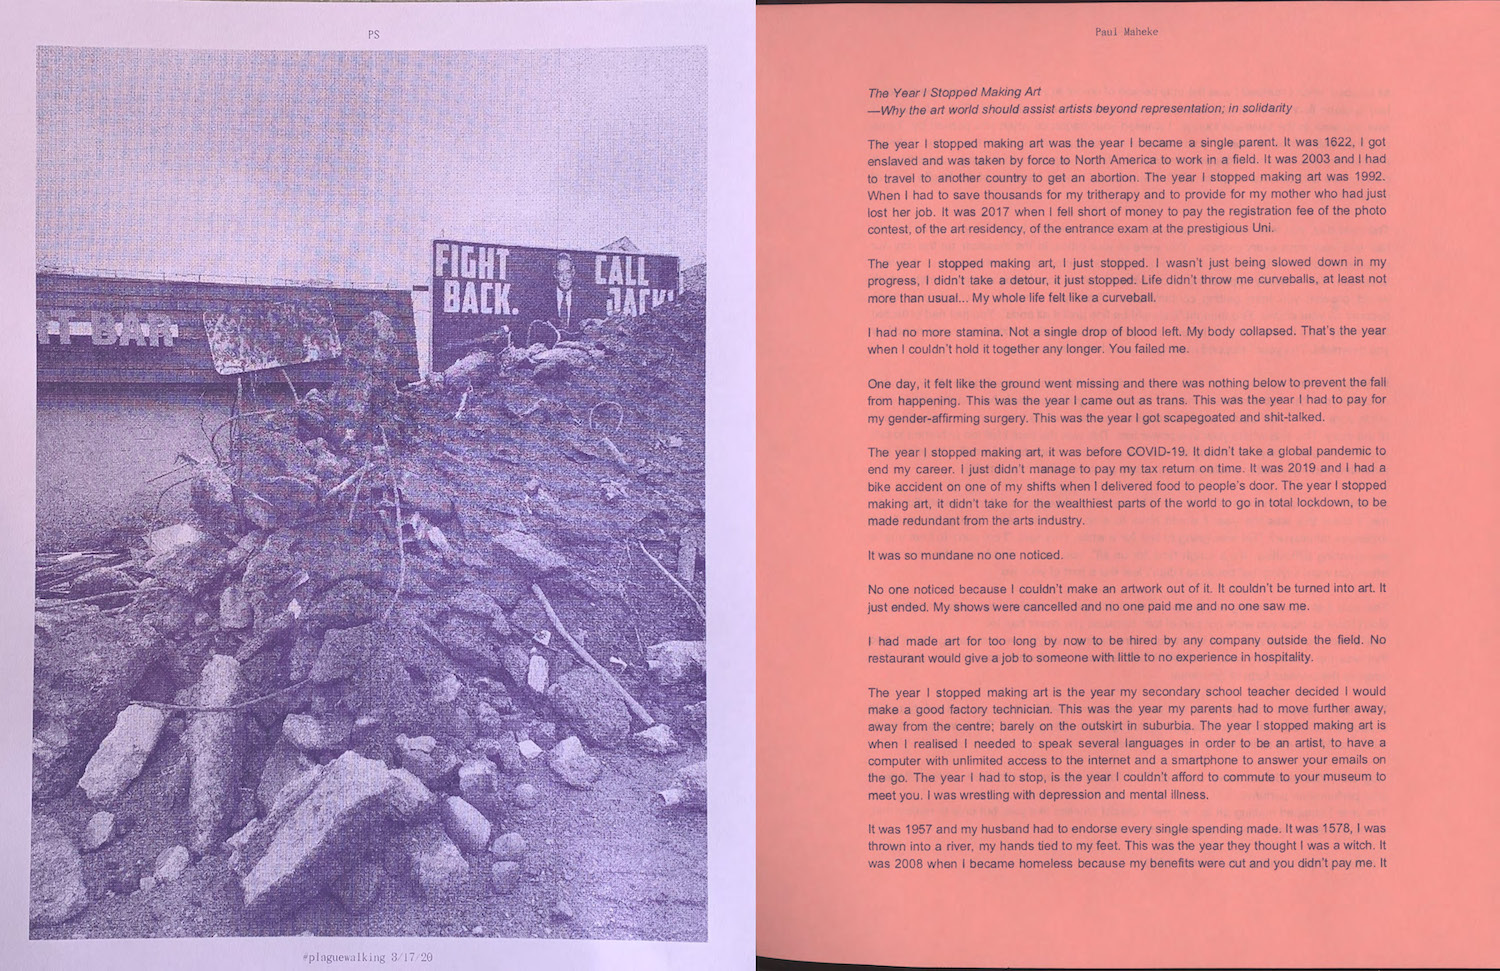 PS
FIGHT
BACK.
CALL
JACK!
T BAR
#plaguewalking 3/17/20
Paul Maheke
The Year I Stopped Making Art
—Why the art world should assist artists beyond representation; in solidarity
The year I stopped making art was the year I became a single parent. It was 1622, I got
enslaved and was taken by force to North America to work in a field. It was 2003 and I had
to travel to another country to get an abortion. The year I stopped making art was 1992.
When I had to save thousands for my tritherapy and to provide for my mother who had just
lost her job. It was 2017 when I fell short of money to pay the registration fee of the photo
contest, of the art residency, of the entrance exam at the prestigious Uni.
The year I stopped making art, I just stopped. I wasn't just being slowed down in my
progress, I didn't take a detour, it just stopped. Life didn't throw me curveballs, at least not
more than usual... My whole life felt like a curveball.
I had no more stamina. Not a single drop of blood left. My body collapsed. That's the year
when I couldn't hold it together any longer. You failed me.
One day, it felt like the ground went missing and there was nothing below to prevent the fall
from happening. This was the year I came out as trans. This was the year I had to pay for
my gender-affirming surgery. This was the year I got scapegoated and shit-talked.
The year I stopped making art, it was before COVID-19. It didn't take a global pandemic to
end my career. I just didn't manage to pay my tax return on time. It was 2019 and I had a
bike accident on one of my shifts when I delivered food to people's door. The year I stopped
making art, it didn't take for the wealthiest parts of the world to go in total lockdown, to be
made redundant from the arts industry.
It was so mundane no one noticed.
No one noticed because I couldn't make an artwork out of it. It couldn't be turned into art. It
just ended. My shows were cancelled and no one paid me and no one saw me.
I had made art for too long by now to be hired by any company outside the field. No
restaurant would give a job to someone with little to no experience in hospitality.
The year I stopped making art is the year my secondary school teacher decided I would
make a good factory technician. This was the year my parents had to move further away,
away from the centre; barely on the outskirt in suburbia. The year I stopped making art is
when I realised I needed to speak several languages in order to be an artist, to have a
computer with unlimited access to the internet and a smartphone to answer your emails on
the go. The year I had to stop, is the year I couldn't afford to commute to your museum to
meet you. I was wrestling with depression and mental illness.
It was 1957 and my husband had to endorse every single spending made. It was 1578, I was
thrown into a river, my hands tied to my feet. This was the year they thought I was a witch. It
was 2008 when I became homeless because my benefits were cut and you didn't pay me. It